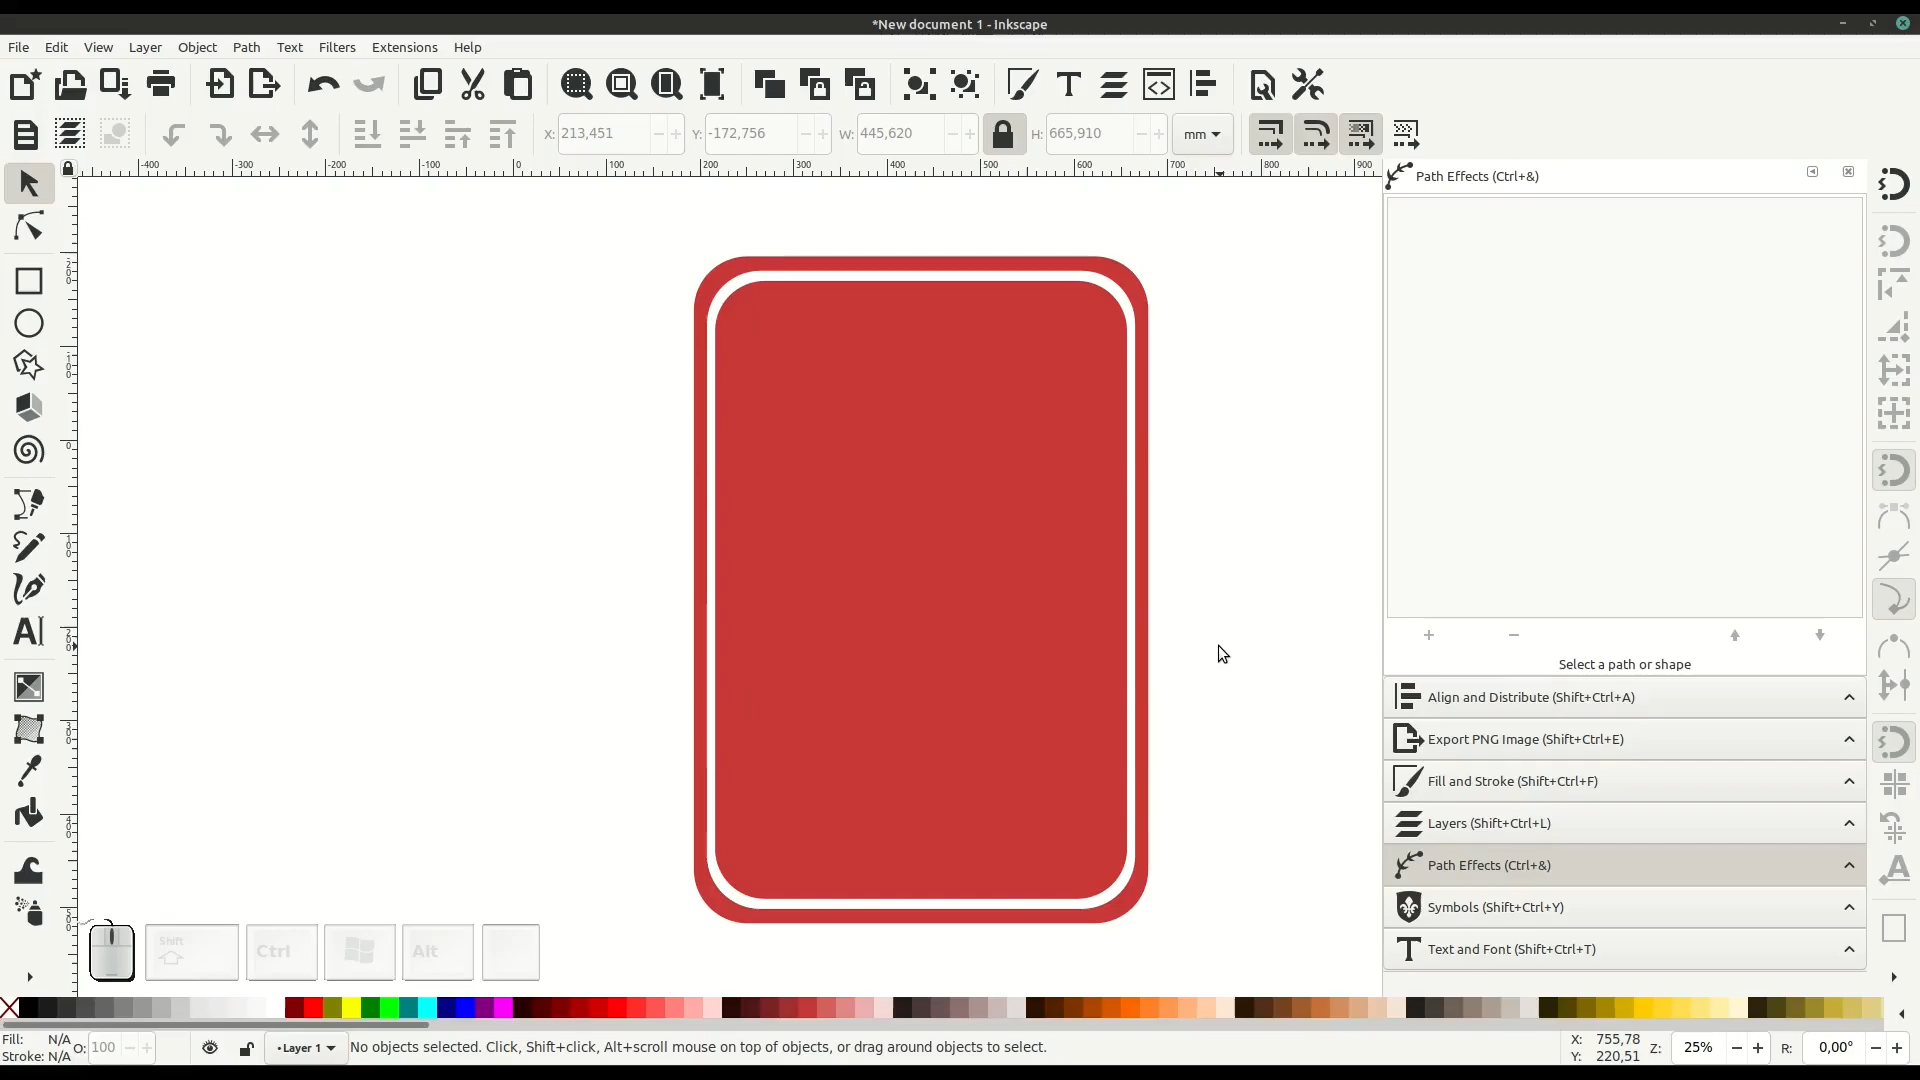 *New document 1 - Inkscape
File Edit View Layer Object Path Text Filters Extensions Help
X: 213,451 Y: -172,756 W: 445,620 H: 665,910 mm
-400 -300 -200 -100 0 100 200 300 400 500 600 700 800 900
Path Effects (Ctrl+&)
Select a path or shape
Align and Distribute (Shift+Ctrl+A)
Export PNG Image (Shift+Ctrl+E)
Fill and Stroke (Shift+Ctrl+F)
Layers (Shift+Ctrl+L)
Path Effects (Ctrl+&)
Symbols (Shift+Ctrl+Y)
Text and Font (Shift+Ctrl+T)
Shift
Ctrl
Alt
Fill: N/A
Stroke: N/A
O: 100
•Layer 1
No objects selected. Click, Shift+click, Alt+scroll mouse on top of objects, or drag around objects to select.
X: 755,78
Y: 220,51
Z: 25%
R: 0,00°